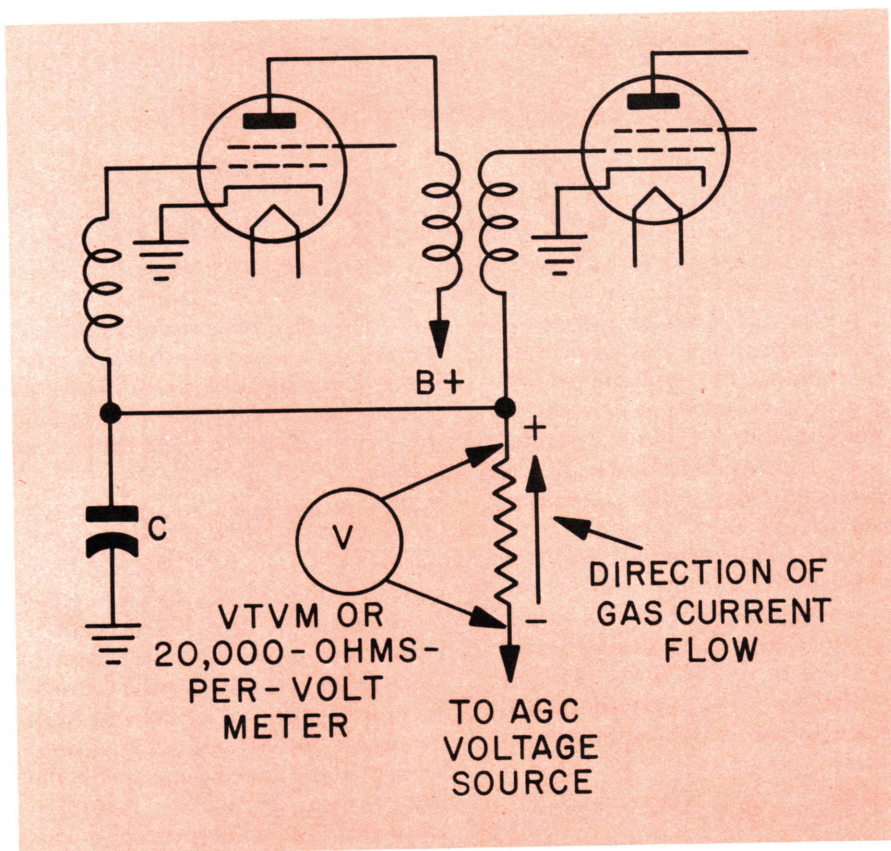 B+
+
C
V
-
VTVM OR
20,000-OHMS-
PER-VOLT
METER
DIRECTION OF
GAS CURRENT
FLOW
TO AGC
VOLTAGE
SOURCE